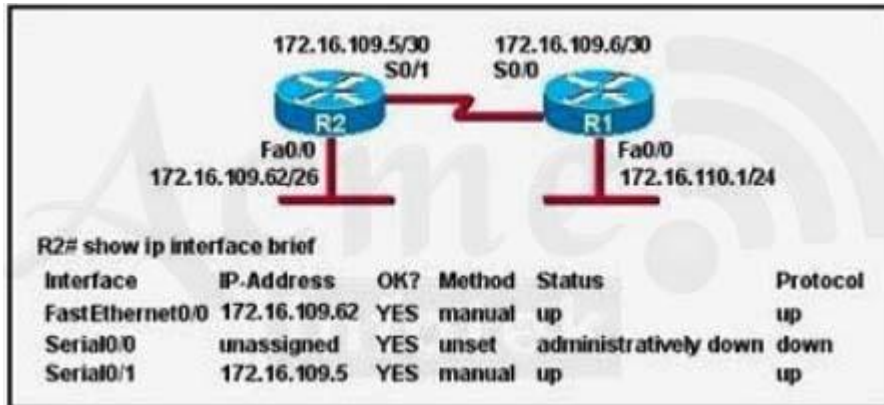 172.16.109.5/30 172.16.109.6/30
S0/1 S0/0
R2 R1
Fa0/0 Fa0/0
172.16.109.62/26 172.16.110.1/24
R2# show ip interface brief
Interface IP-Address OK? Method Status Protocol
FastEthernet0/0 172.16.109.62 YES manual up up
Serial0/0 unassigned YES unset administratively down down
Serial0/1 172.16.109.5 YES manual up up
Acme